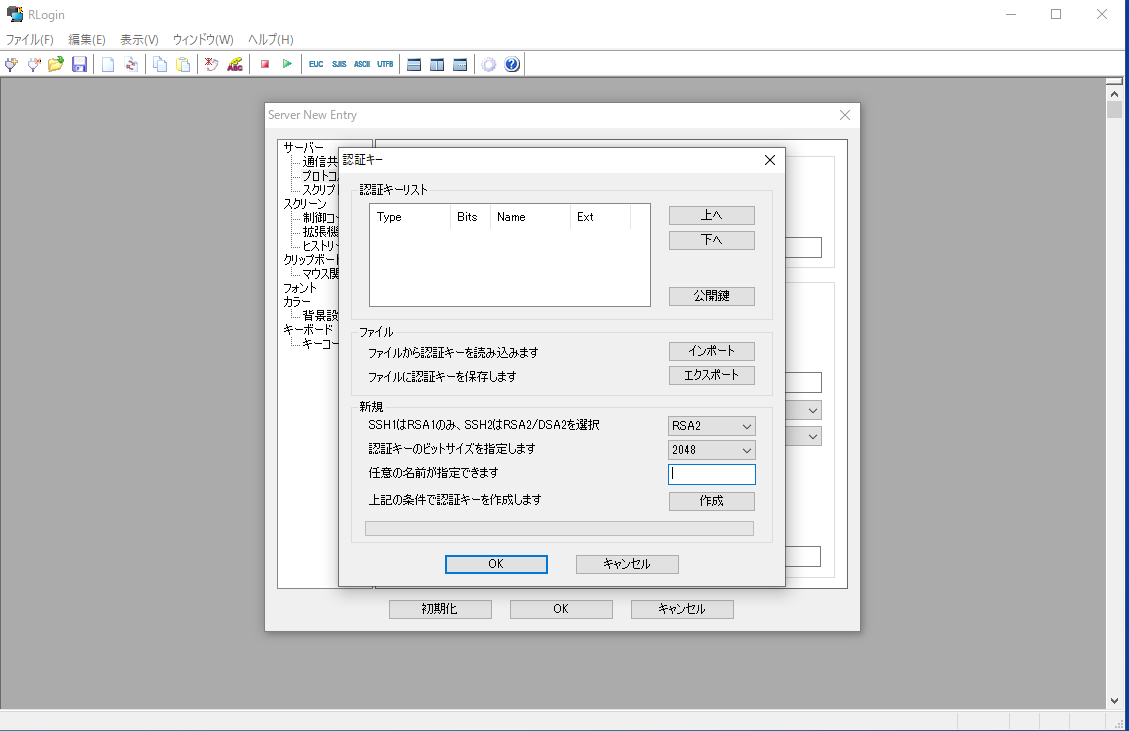 RLogin
ファイル(F) 編集(E) 表示(V) ウィンドウ(W) ヘルプ(H)
ABC EUC SJIS ASCII UTF8
Server New Entry
サーバー
通信共
プロトコ
スクリプト
スクリーン
制御コー
拡張機
ヒストリー
クリップボード
マウス関
フォント
カラー
背景設
キーボード
キーコー
認証キー
認証キーリスト
Type Bits Name Ext
上へ
下へ
公開鍵
ファイル
ファイルから認証キーを読み込みます インポート
ファイルに認証キーを保存します エクスポート
新規
SSH1はRSA1のみ、SSH2はRSA2/DSA2を選択 RSA2
認証キーのビットサイズを指定します 2048
任意の名前が指定できます
上記の条件で認証キーを作成します 作成
OK キャンセル
初期化 OK キャンセル